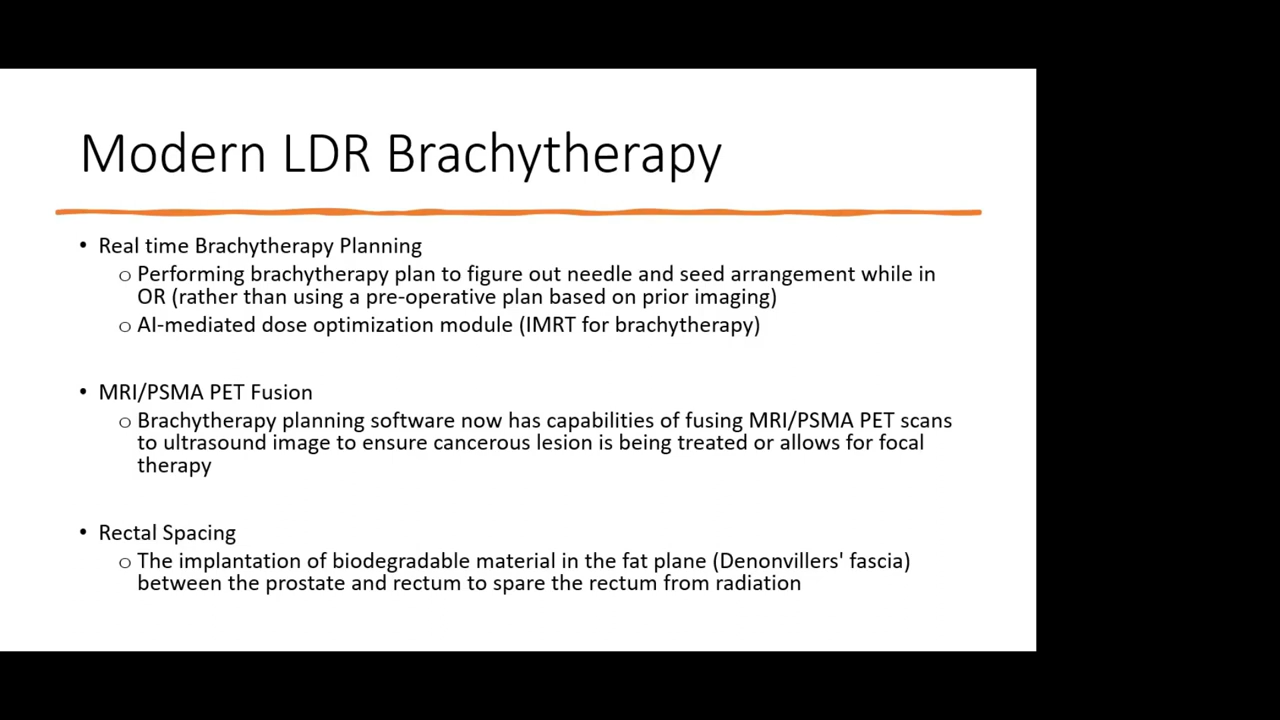 Modern LDR Brachytherapy
• Real time Brachytherapy Planning
o Performing brachytherapy plan to figure out needle and seed arrangement while in
OR (rather than using a pre-operative plan based on prior imaging)
o AI-mediated dose optimization module (IMRT for brachytherapy)
• MRI/PSMA PET Fusion
o Brachytherapy planning software now has capabilities of fusing MRI/PSMA PET scans
to ultrasound image to ensure cancerous lesion is being treated or allows for focal
therapy
• Rectal Spacing
o The implantation of biodegradable material in the fat plane (Denonvillers' fascia)
between the prostate and rectum to spare the rectum from radiation